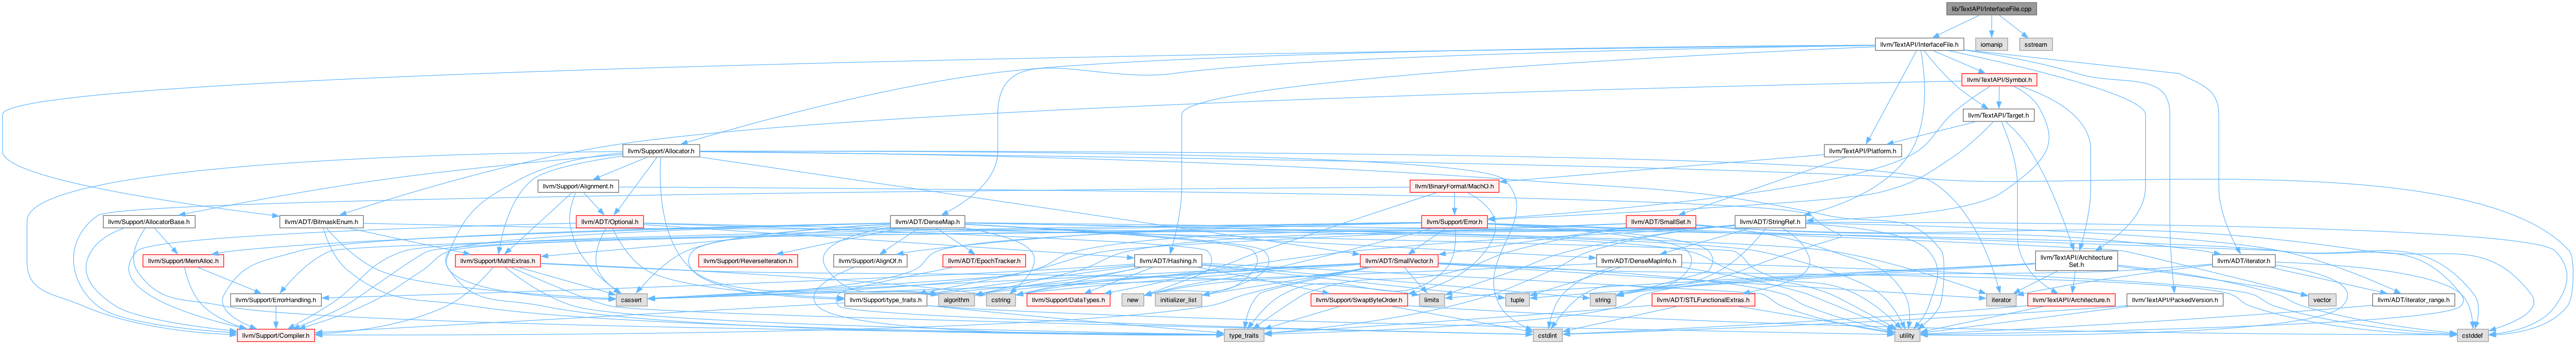 lib/TextAPI/InterfaceFile.cpp
llvm/TextAPI/InterfaceFile.h
iomanip
sstream
llvm/TextAPI/Symbol.h
llvm/TextAPI/Target.h
llvm/Support/Allocator.h
llvm/TextAPI/Platform.h
llvm/Support/Alignment.h
llvm/BinaryFormat/MachO.h
llvm/Support/AllocatorBase.h
llvm/ADT/BitmaskEnum.h
llvm/ADT/Optional.h
llvm/ADT/DenseMap.h
llvm/Support/Error.h
llvm/ADT/SmallSet.h
llvm/ADT/StringRef.h
llvm/Support/MemAlloc.h
llvm/Support/MathExtras.h
llvm/Support/ReverseIteration.h
llvm/Support/AlignOf.h
llvm/ADT/EpochTracker.h
llvm/ADT/Hashing.h
llvm/ADT/SmallVector.h
llvm/ADT/DenseMapInfo.h
llvm/TextAPI/Architecture
Set.h
llvm/ADT/iterator.h
llvm/Support/ErrorHandling.h
cassert
llvm/Support/type_traits.h
algorithm
cstring
llvm/Support/DataTypes.h
new
initializer_list
llvm/Support/SwapByteOrder.h
limits
tuple
string
llvm/ADT/STLFunctionalExtras.h
iterator
llvm/TextAPI/Architecture.h
llvm/TextAPI/PackedVersion.h
vector
llvm/ADT/iterator_range.h
llvm/Support/Compiler.h
type_traits
cstdint
utility
cstddef